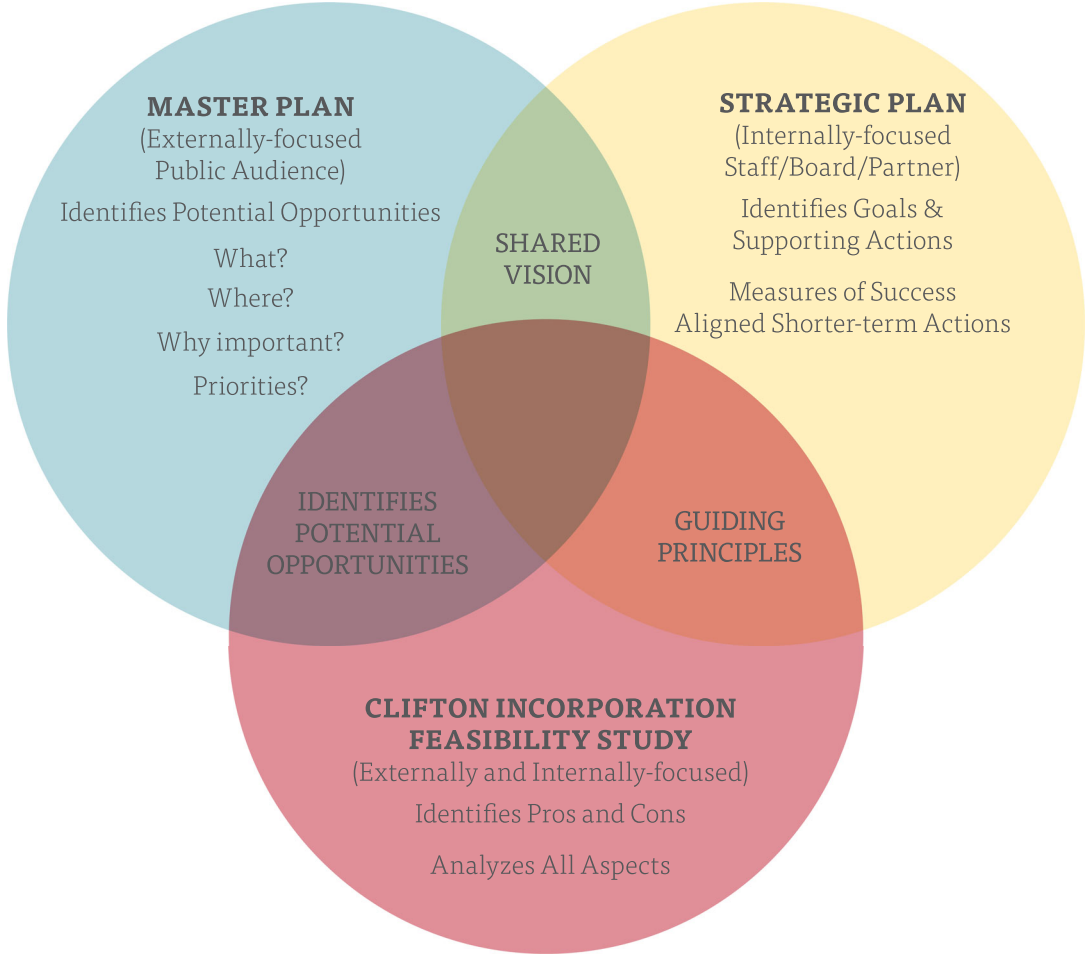 MASTER PLAN
(Externally-focused
Public Audience)
Identifies Potential Opportunities
What?
Where?
Why important?
Priorities?
STRATEGIC PLAN
(Internally-focused
Staff/Board/Partner)
Identifies Goals &
Supporting Actions
Measures of Success
Aligned Shorter-term Actions
SHARED
VISION
IDENTIFIES
POTENTIAL
OPPORTUNITIES
GUIDING
PRINCIPLES
CLIFTON INCORPORATION
FEASIBILITY STUDY
(Externally and Internally-focused)
Identifies Pros and Cons
Analyzes All Aspects